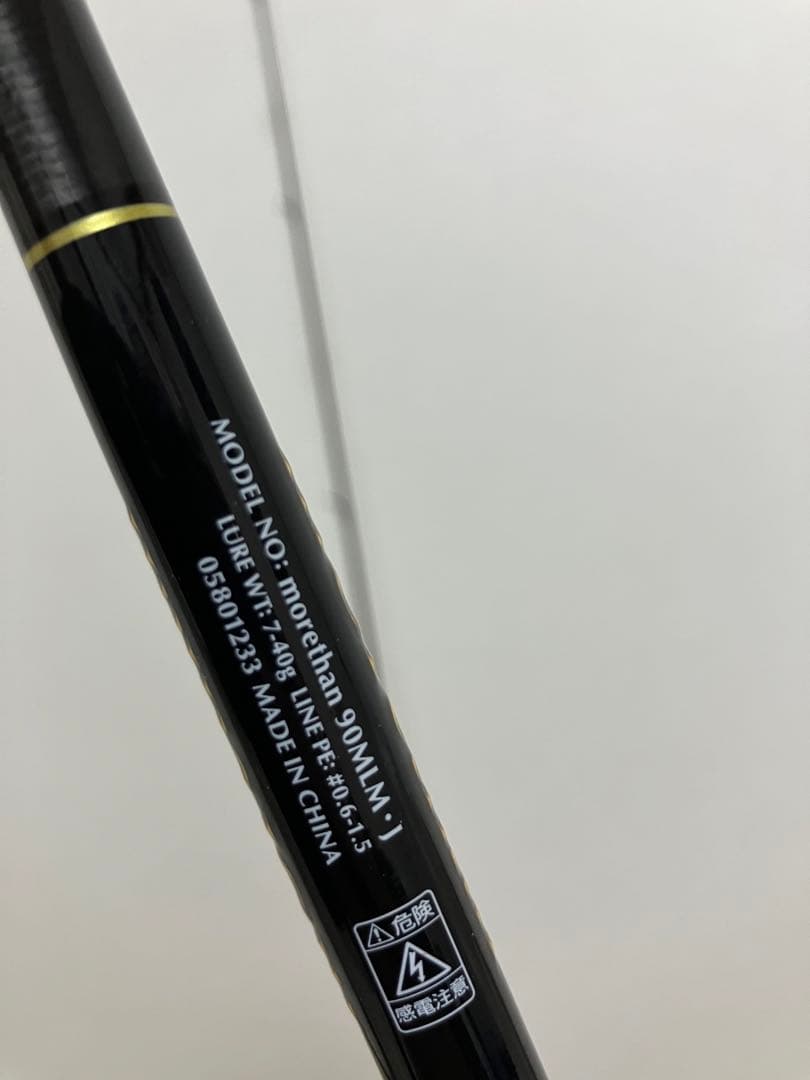 MODEL NO: morethan 90MLM・J
LURE WT: 7-40g LINE PE: #0.6-1.5
05801233 MADE IN CHINA
危険
感電注意